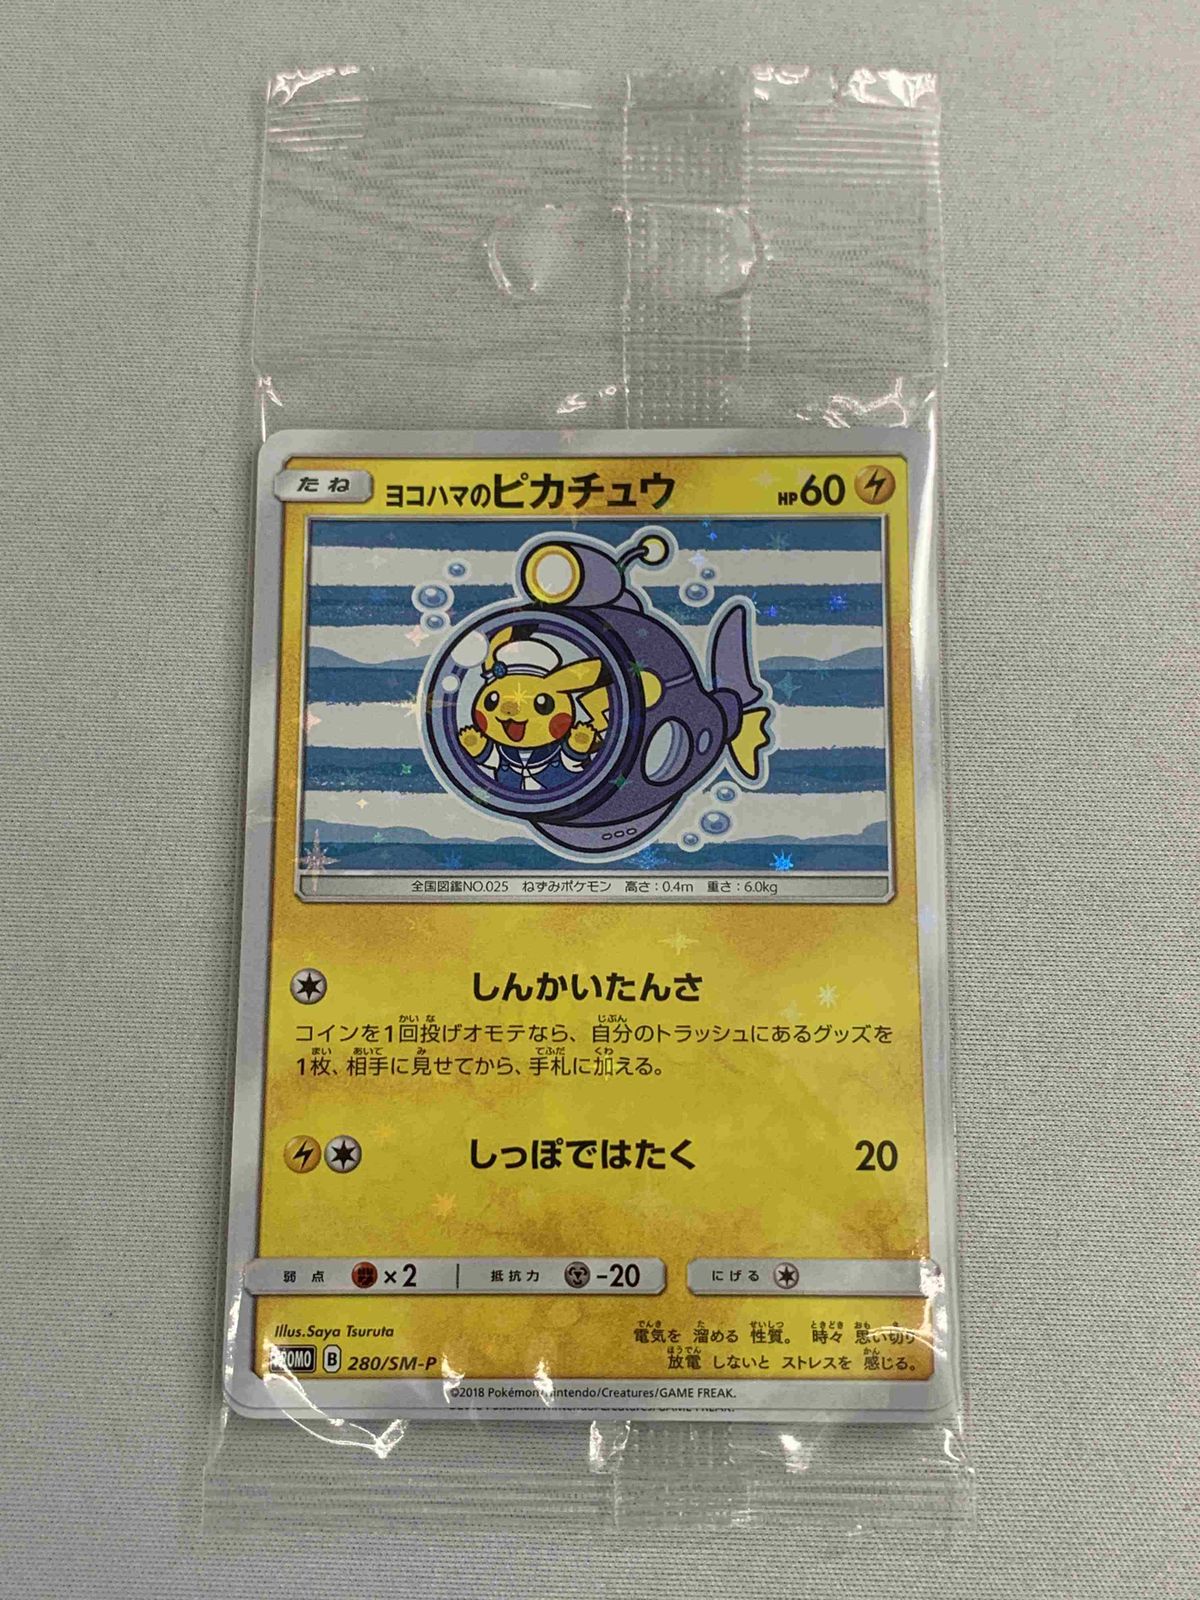 たね ヨコハマのピカチュウ HP60
全国図鑑NO.025 ねずみポケモン 高さ:0.4m 重さ:6.0kg
しんかいたんさ
コインを1回投げオモテなら、自分のトラッシュにあるグッズを
1枚、相手に見せてから、手札に加える。
しっぽではたく 20
弱点 ×2 抵抗力 -20 にげる
Illus.Saya Tsuruta
電気を 溜める 性質。 時々 思い切り
放電 しないと ストレスを 感じる。
PROMO B 280/SM-P
©2018 Pokémon/Nintendo/Creatures/GAME FREAK.